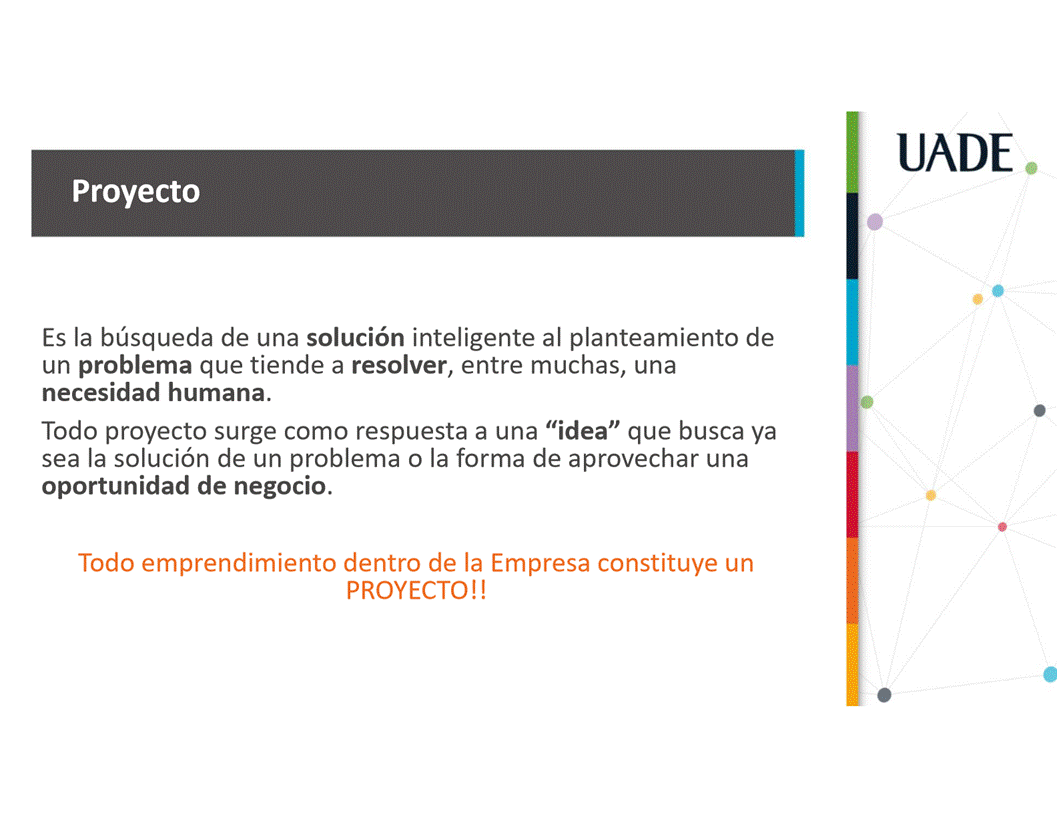 UADE
Proyecto
Es la búsqueda de una solución inteligente al planteamiento de
un problema que tiende a resolver, entre muchas, una
necesidad humana.
Todo proyecto surge como respuesta a una “idea” que busca ya
sea la solución de un problema o la forma de aprovechar una
oportunidad de negocio.
Todo emprendimiento dentro de la Empresa constituye un
PROYECTO!!